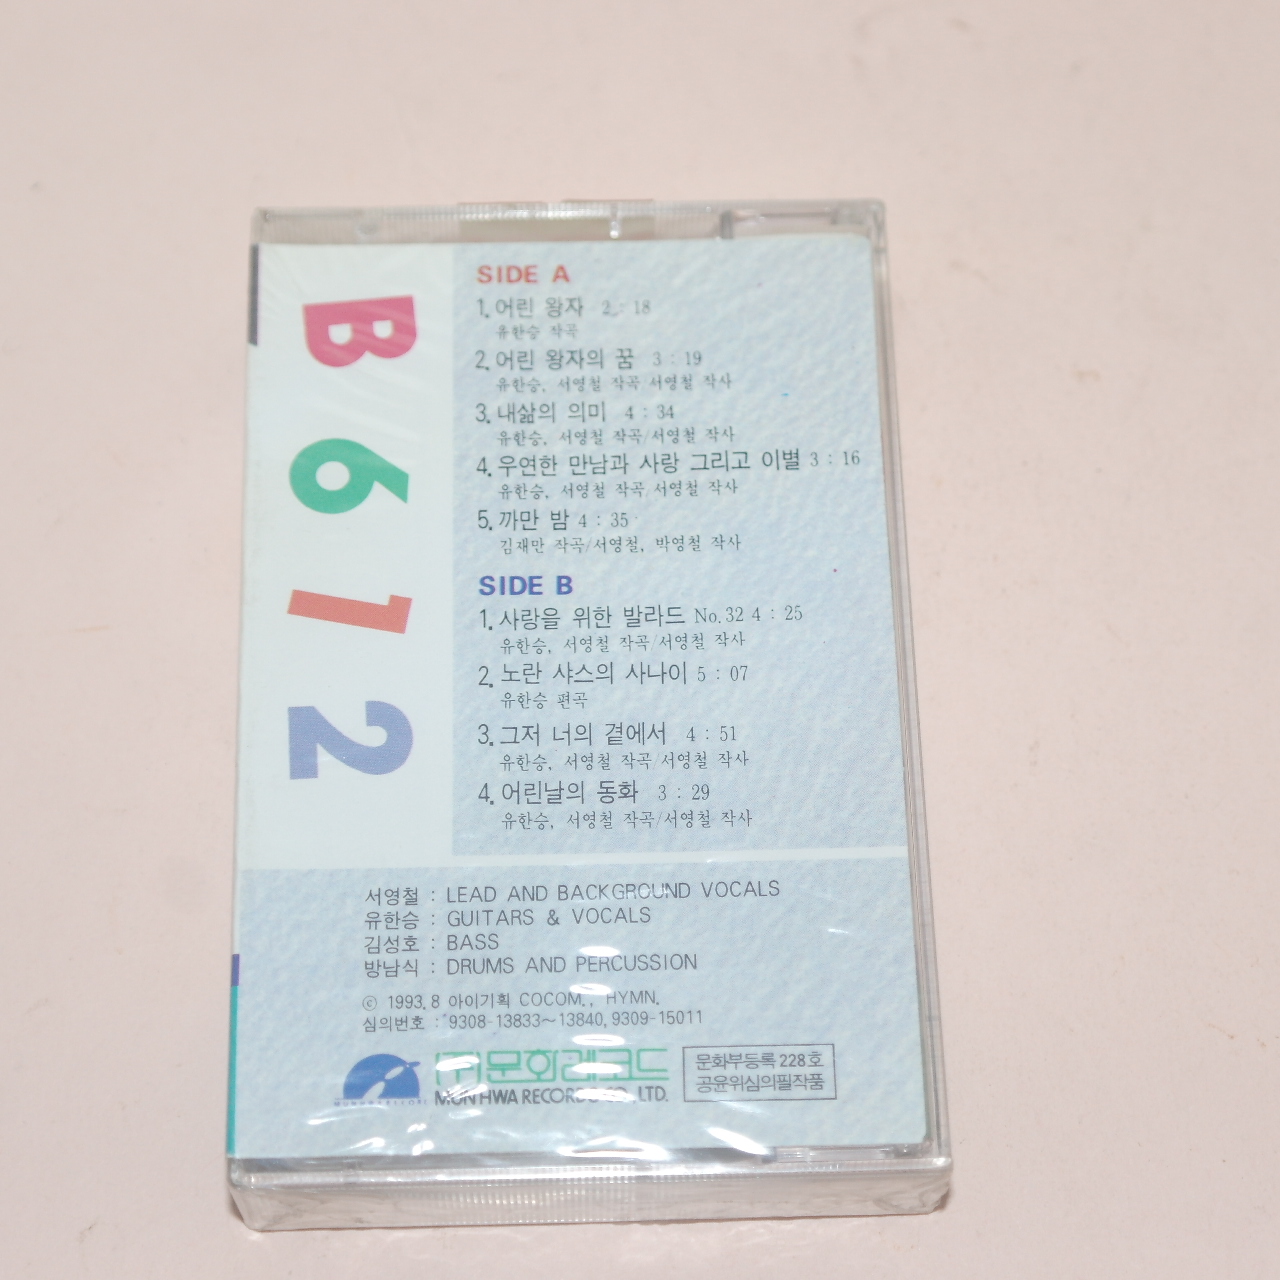 B612
SIDE A
1. 어린 왕자 2 : 18
유한승 작곡
2. 어린 왕자의 꿈 3 : 19
유한승, 서영철 작곡 서영철 작사
3. 내삶의 의미 4 : 34
유한승, 서영철 작곡/서영철 작사
4. 우연한 만남과 사랑 그리고 이별 3 : 16
유한승, 서영철 작곡 서영철 작사
5. 까만 밤 4 : 35
김재만 작곡/서영철, 박영철 작사
SIDE B
1. 사랑을 위한 발라드 No. 32 4 : 25
유한승, 서영철 작곡/서영철 작사
2. 노란 샤스의 사나이 5 : 07
유한승 편곡
3. 그저 너의 곁에서 4 : 51
유한승, 서영철 작곡 서영철 작사
4. 어린날의 동화 3 : 29
유한승, 서영철 작곡/서영철 작사
서영철 : LEAD AND BACKGROUND VOCALS
유한승 : GUITARS & VOCALS
김성호 : BASS
방남식 : DRUMS AND PERCUSSION
ⓒ 1993. 8 아이기획 COCOM., HYMN.
심의번호 : 9308-13833~13840, 9309-15011
(주)문화레코드
MUN HWA RECORDS CO., LTD.
문화부등록 228호
공윤위심의필작품